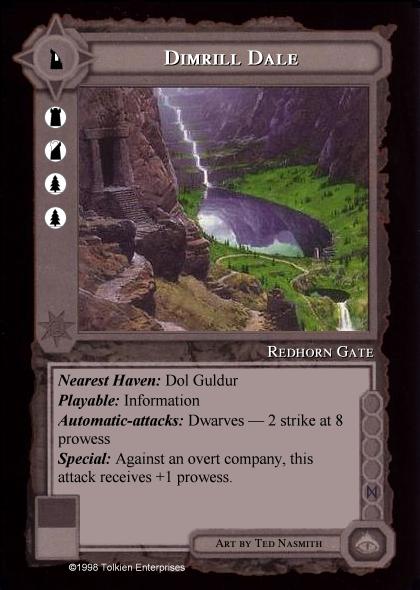 DIMRILL DALE
REDHORN GATE
Nearest Haven: Dol Guldur
Playable: Information
Automatic-attacks: Dwarves — 2 strike at 8
prowess
Special: Against an overt company, this
attack receives +1 prowess.
ART BY TED NASMITH
©1998 Tolkien Enterprises